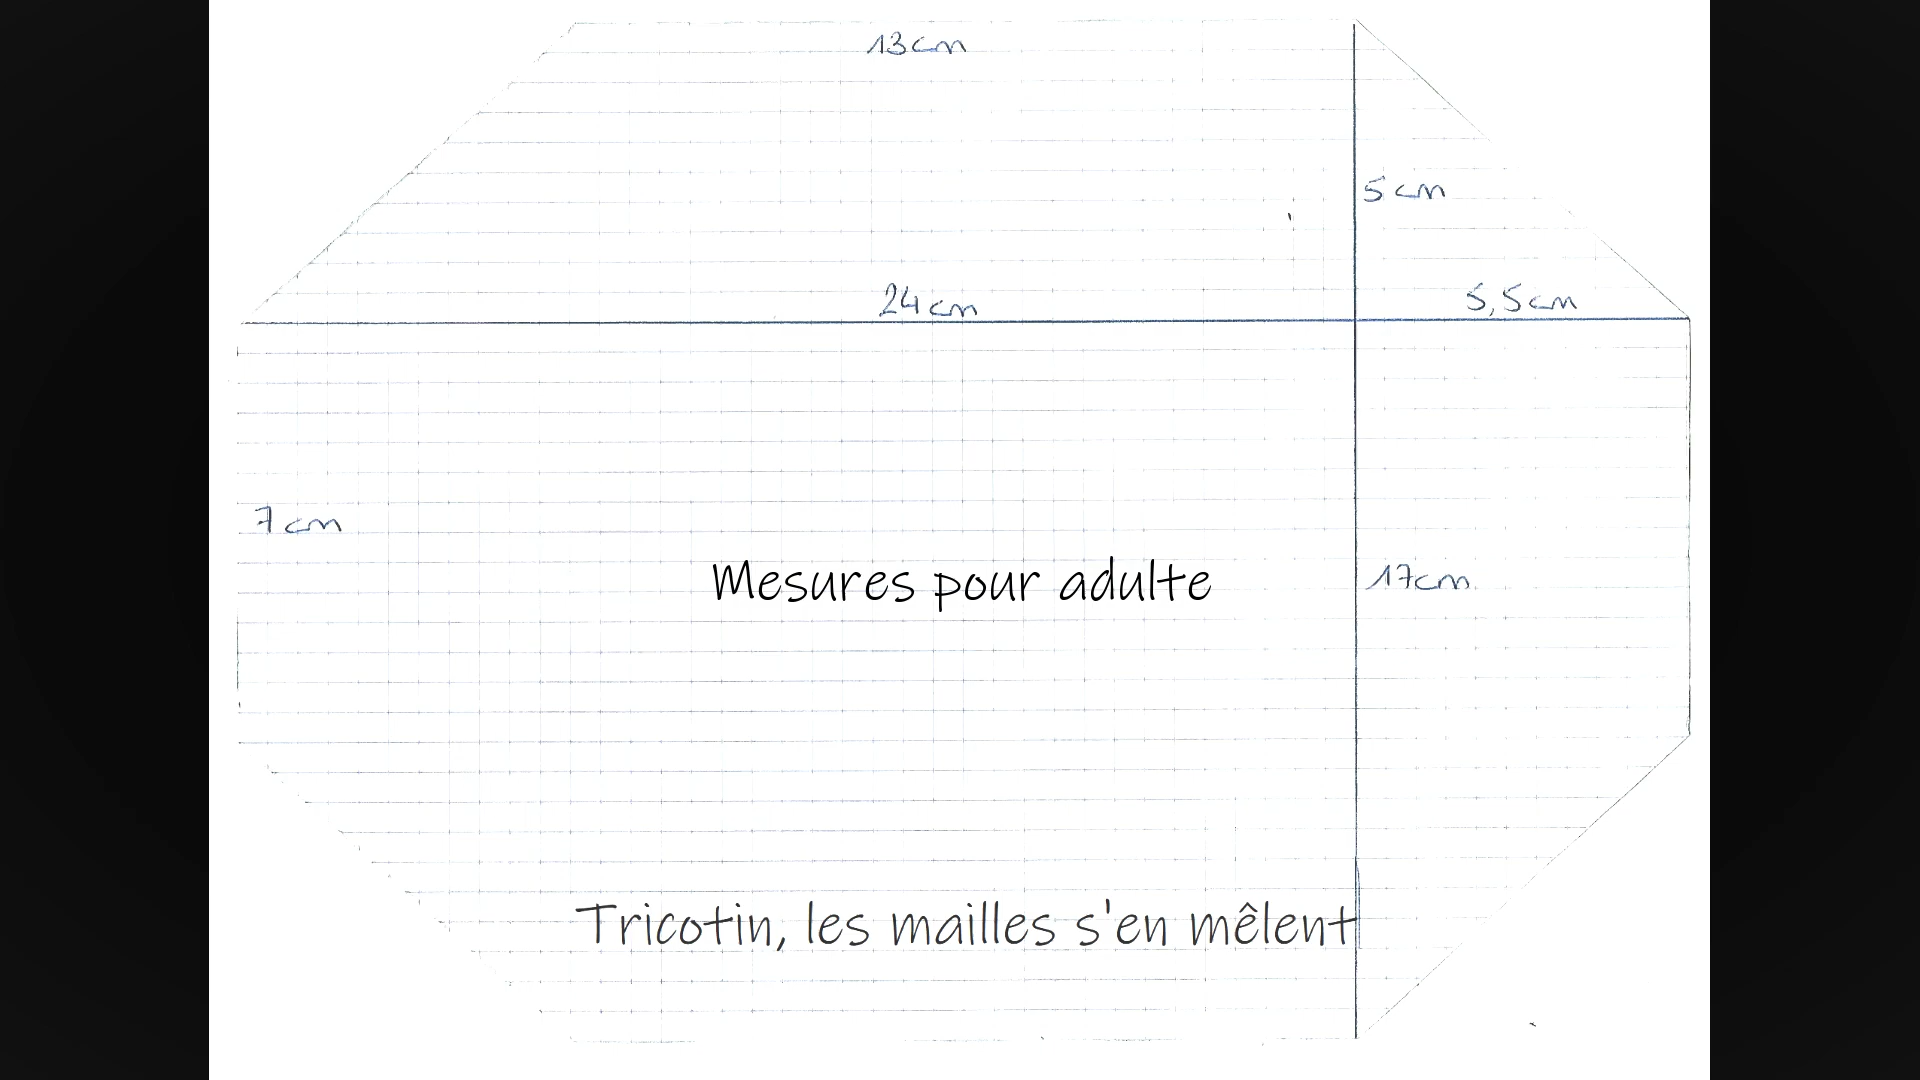 13cm
5cm
24cm
5,5cm
7cm
Mesures pour adulte
17cm
Tricotin, les mailles s'en mêlent